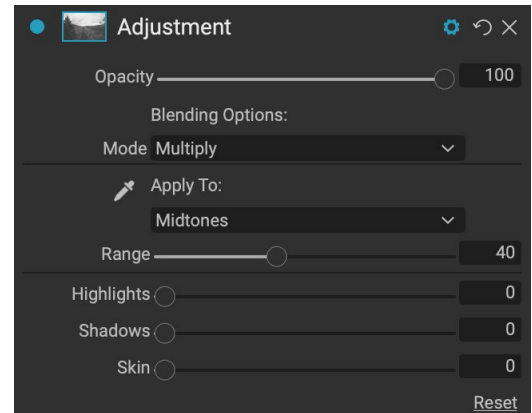 Adjustment
Opacity 100
Blending Options:
Mode Multiply
Apply To:
Midtones
Range 40
Highlights 0
Shadows 0
Skin 0
Reset